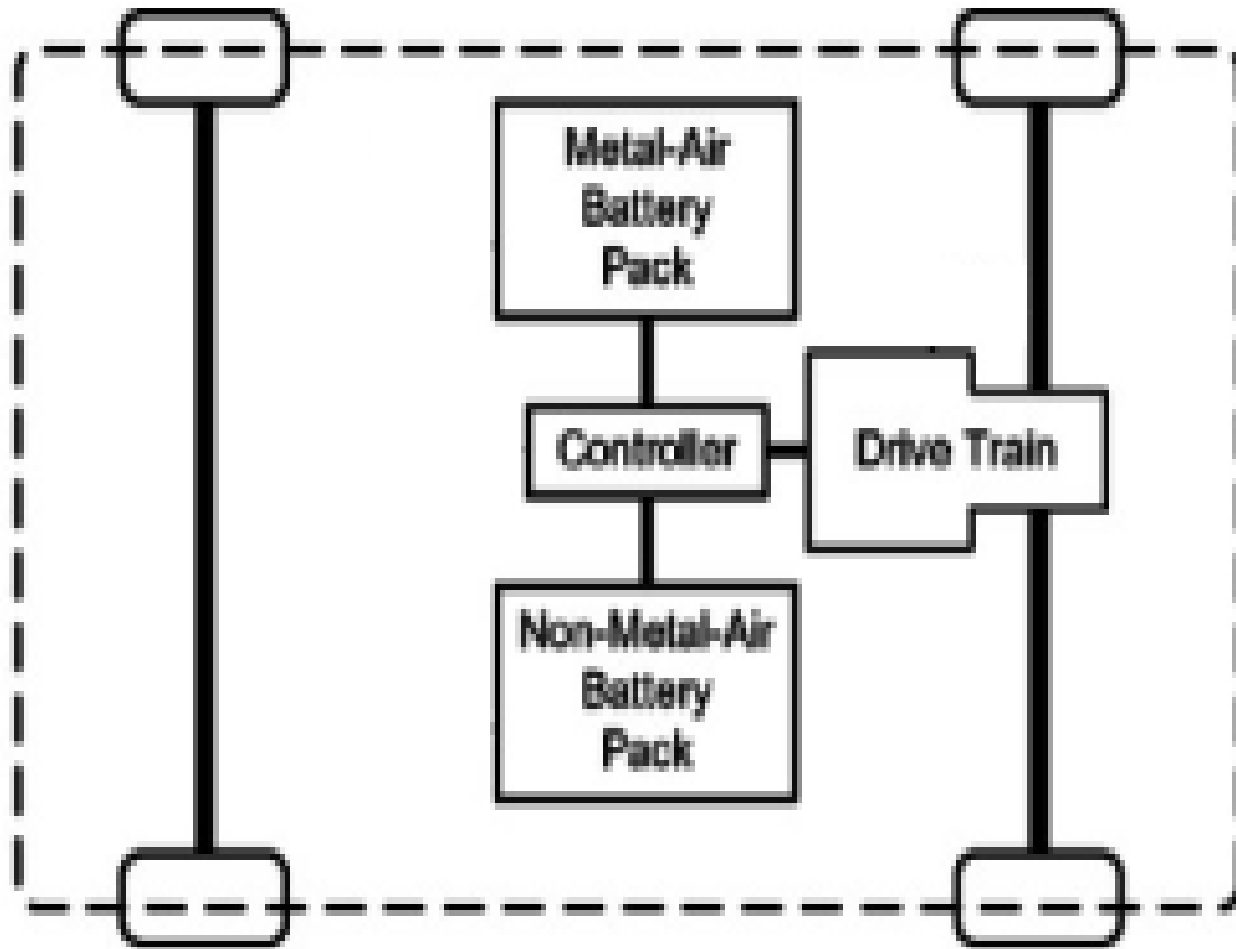 Metal-Air
Battery
Pack
Controller
Drive Train
Non-Metal-Air
Battery
Pack